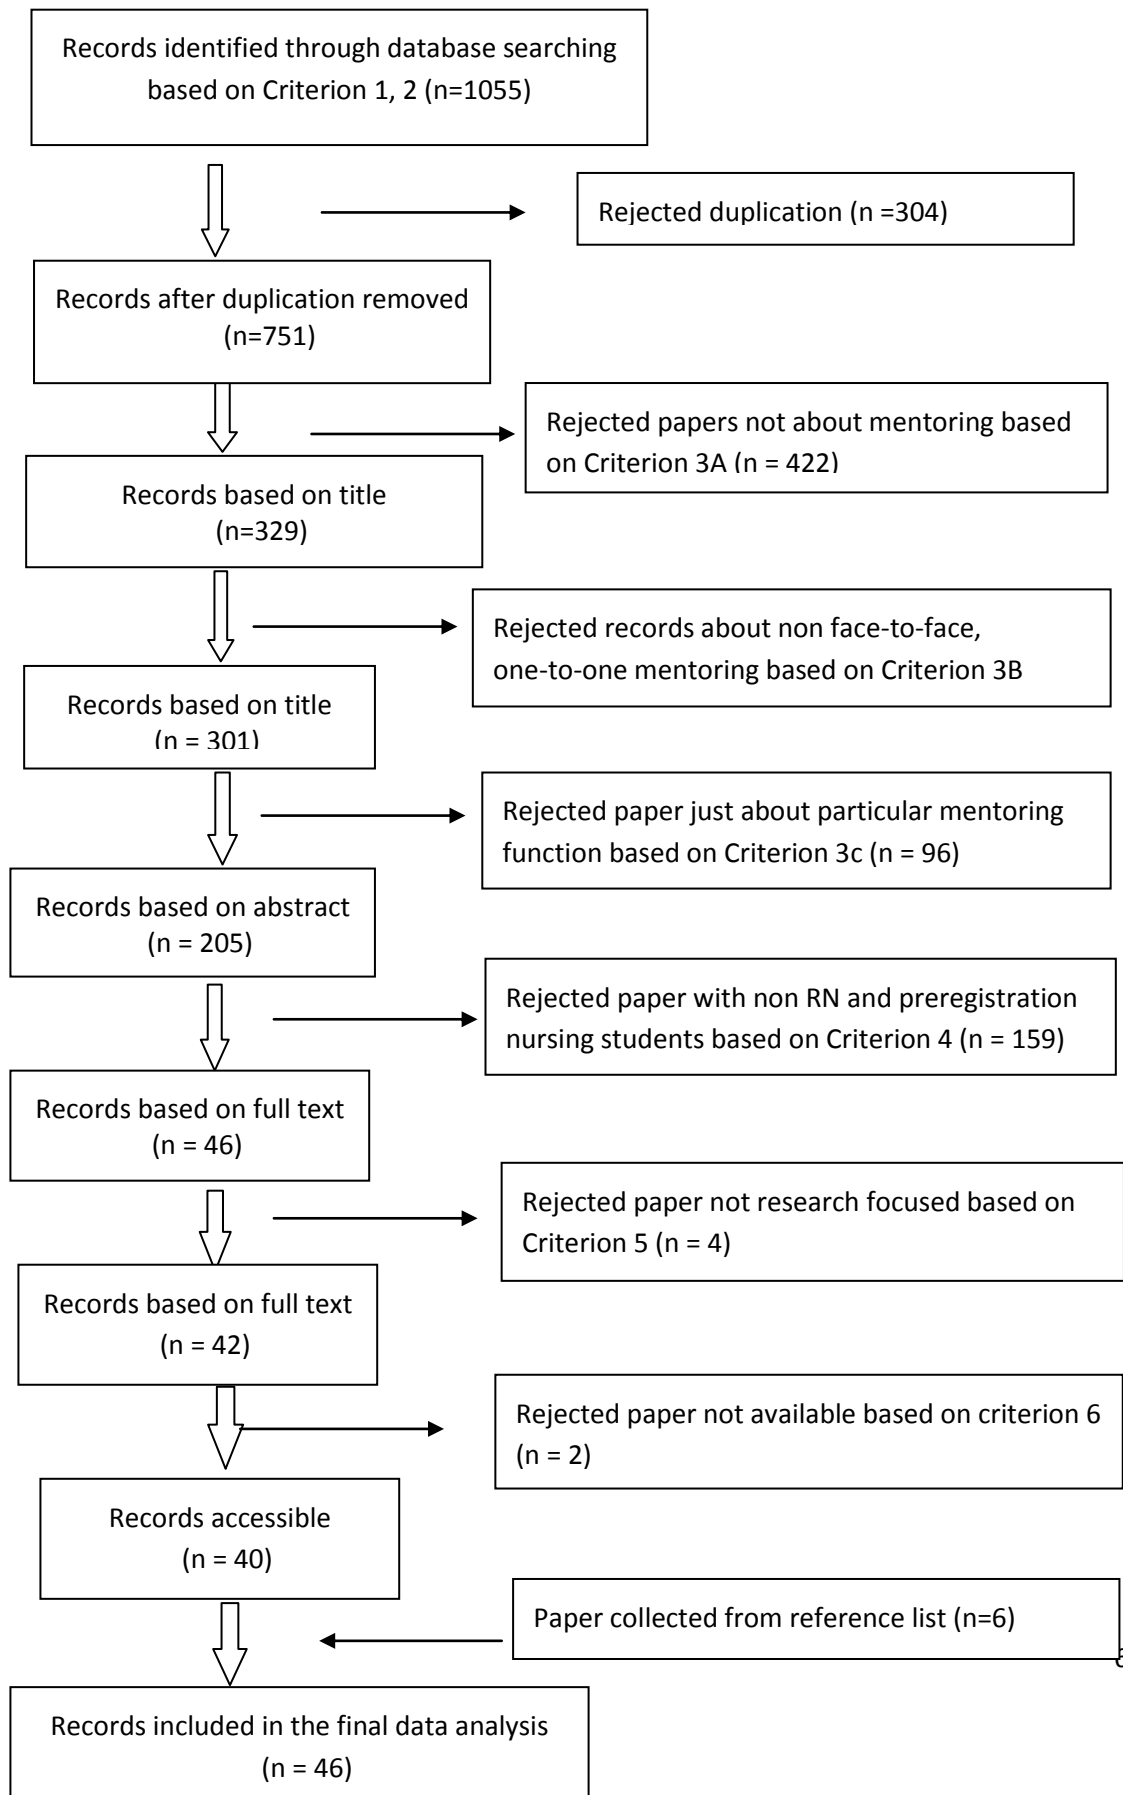 Records identified through database searching
based on Criterion 1, 2 (n=1055)
Rejected duplication (n =304)
Records after duplication removed
(n=751)
Rejected papers not about mentoring based
on Criterion 3A (n = 422)
Records based on title
(n=329)
Rejected records about non face-to-face,
one-to-one mentoring based on Criterion 3B
Records based on title
(n = 301)
Rejected paper just about particular mentoring
function based on Criterion 3c (n = 96)
Records based on abstract
(n = 205)
Rejected paper with non RN and preregistration
nursing students based on Criterion 4 (n = 159)
Records based on full text
(n = 46)
Rejected paper not research focused based on
Criterion 5 (n = 4)
Records based on full text
(n = 42)
Rejected paper not available based on criterion 6
(n = 2)
Records accessible
(n = 40)
Paper collected from reference list (n=6)
Records included in the final data analysis
(n = 46)